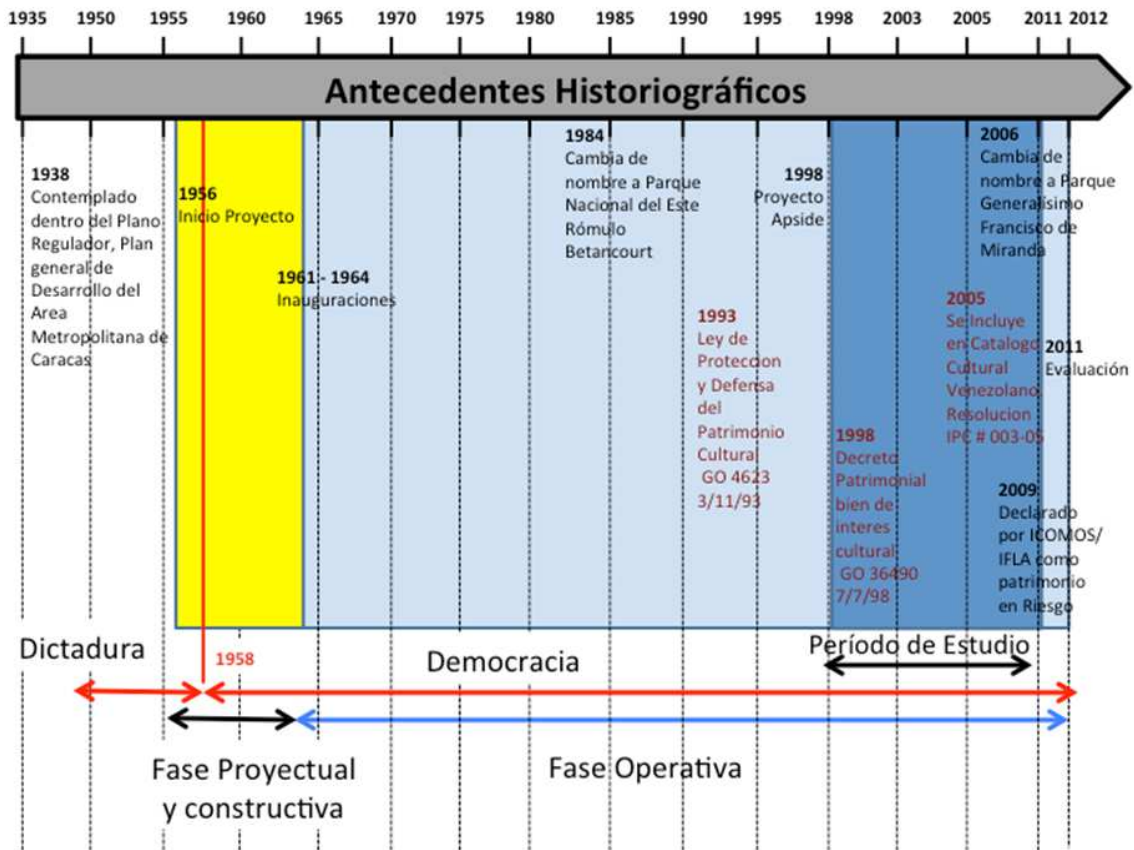 1935 1950 1955 1960 1965 1970 1975 1980 1985 1990 1995 1998 2003 2005 2011 2012
Antecedentes Historiográficos
1938
Contemplado
dentro del Plano
Regulador, Plan
general de
Desarrollo del
Area
Metropolitana de
Caracas
1956
Inicio Proyecto
1961 - 1964
Inauguraciones
1984
Cambia de
nombre a Parque
Nacional del Este
Rómulo
Betancourt
1993
Ley de
Proteccion
y Defensa
del
Patrimonio
Cultural
GO 4623
3/11/93
1998
Proyecto
Apside
1998
Decreto
Patrimonial
bien de
interes
cultural
GO 36490
7/7/98
2006
Cambia de
nombre a Parque
Generalísimo
Francisco de
Miranda
2005
Se Incluye
en Catalogo
Cultural
Venezolano,
Resolucion
IPC # 003-05
2011
Evaluación
2009
Declarado
por ICOMOS/
IFLA como
patrimonio
en Riesgo
Dictadura
1958
Democracia
Período de Estudio
Fase Proyectual
y constructiva
Fase Operativa